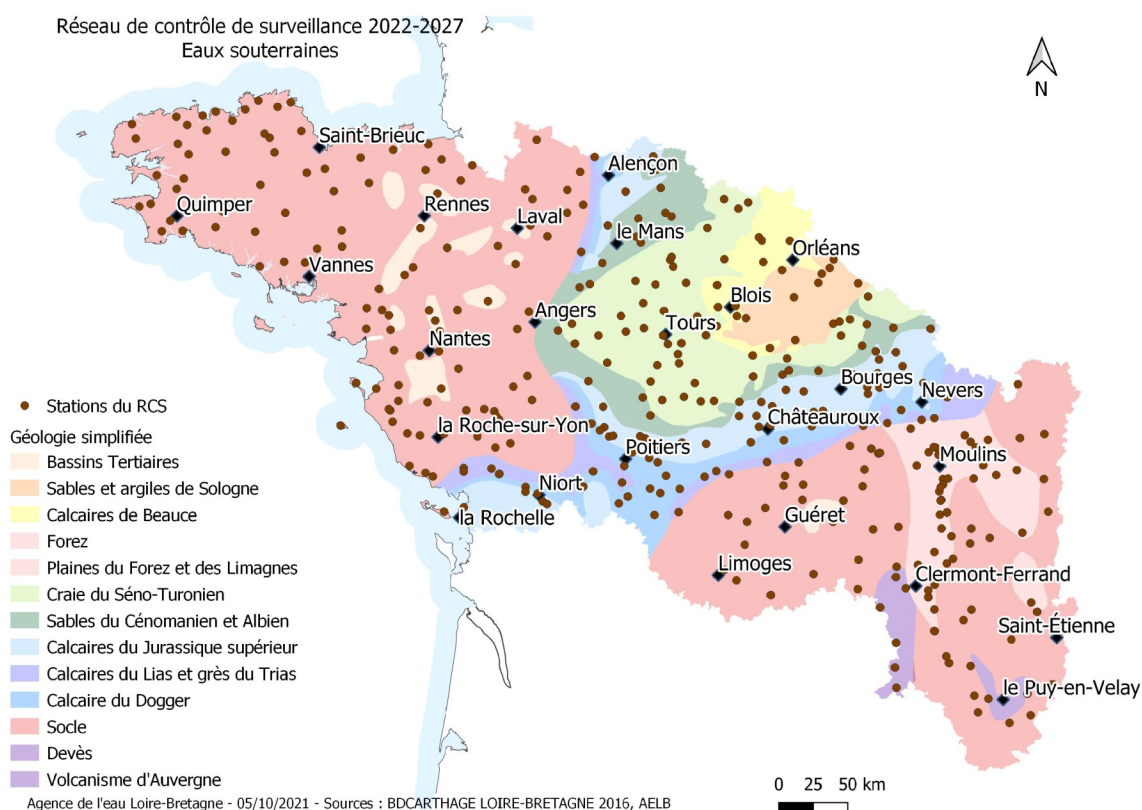 Réseau de contrôle de surveillance 2022-2027
Eaux souterraines
N
Saint-Brieuc
Alençon
Quimper
Rennes
Laval
le Mans
Orléans
Vannes
Blois
Angers
Tours
Nantes
Bourges
Nevers
Châteauroux
la Roche-sur-Yon
Poitiers
Moulins
Niort
la Rochelle
Guéret
Limoges
Clermont-Ferrand
Saint-Étienne
le Puy-en-Velay
Stations du RCS
Géologie simplifiée
Bassins Tertiaires
Sables et argiles de Sologne
Calcaires de Beauce
Forez
Plaines du Forez et des Limagnes
Craie du Séno-Turonien
Sables du Cénomanien et Albien
Calcaires du Jurassique supérieur
Calcaires du Lias et grès du Trias
Calcaire du Dogger
Socle
Devès
Volcanisme d'Auvergne
0 25 50 km
Agence de l'eau Loire-Bretagne - 05/10/2021 - Sources : BDCARTHAGE LOIRE-BRETAGNE 2016, AELB